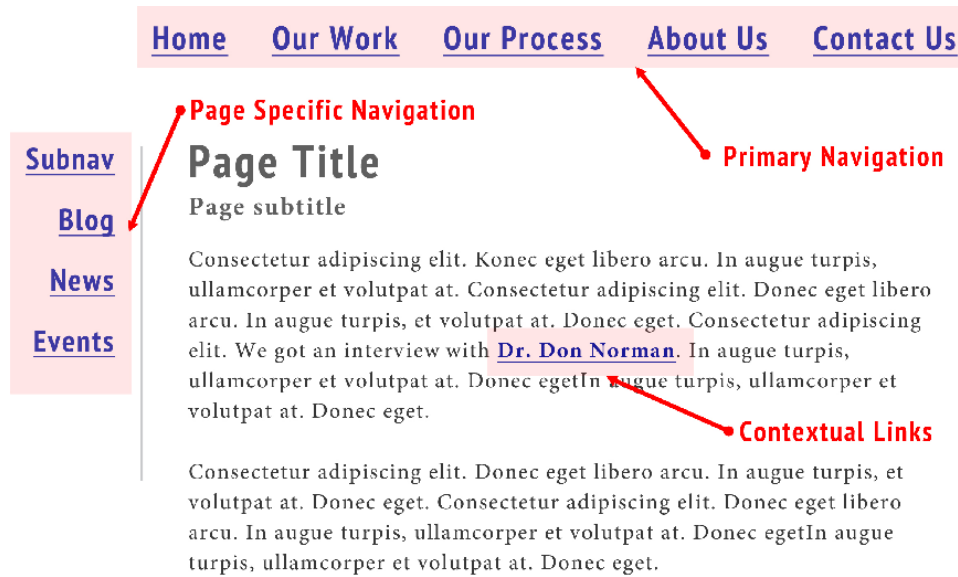 Home Our Work Our Process About Us Contact Us
Page Specific Navigation
Primary Navigation
Subnav
Blog
News
Events
Page Title
Page subtitle
Consectetur adipiscing elit. Konec eget libero arcu. In augue turpis,
ullamcorper et volutpat at. Consectetur adipiscing elit. Donec eget libero
arcu. In augue turpis, et volutpat at. Donec eget. Consectetur adipiscing
elit. We got an interview with Dr. Don Norman. In augue turpis,
ullamcorper et volutpat at. Donec egetIn augue turpis, ullamcorper et
volutpat at. Donec eget.
Contextual Links
Consectetur adipiscing elit. Donec eget libero arcu. In augue turpis, et
volutpat at. Donec eget. Consectetur adipiscing elit. Donec eget libero
arcu. In augue turpis, ullamcorper et volutpat at. Donec egetIn augue
turpis, ullamcorper et volutpat at. Donec eget.